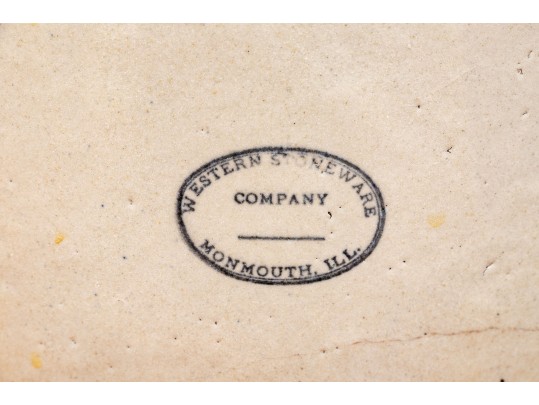 WESTERN STONEWARE
COMPANY
MONMOUTH, ILL.